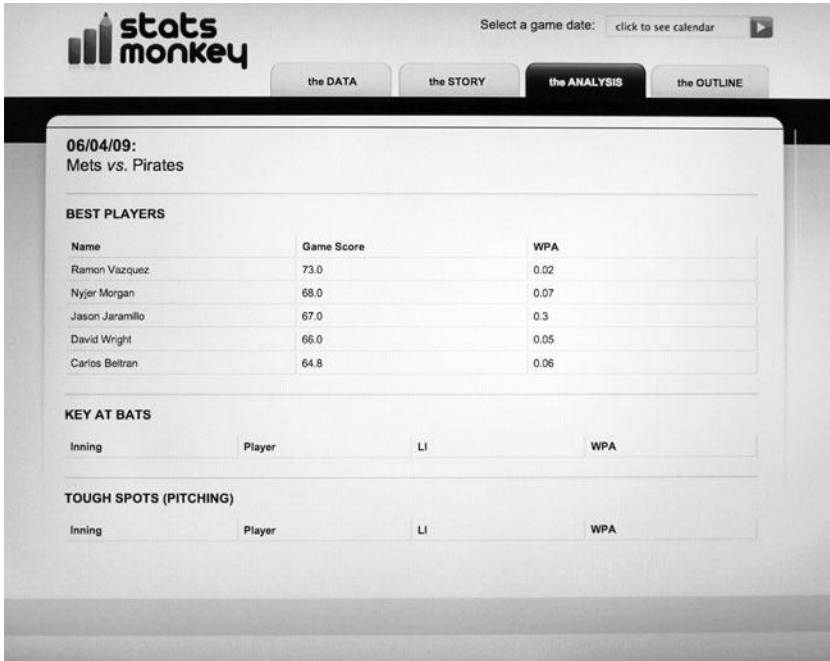 stats
monkey
Select a game date: click to see calendar
the DATA the STORY the ANALYSIS the OUTLINE
06/04/09:
Mets vs. Pirates
BEST PLAYERS
Name Game Score WPA
Ramon Vazquez 73.0 0.02
Nyjer Morgan 68.0 0.07
Jason Jaramillo 67.0 0.3
David Wright 66.0 0.05
Carlos Beltran 64.8 0.06
KEY AT BATS
Inning Player LI WPA
TOUGH SPOTS (PITCHING)
Inning Player LI WPA